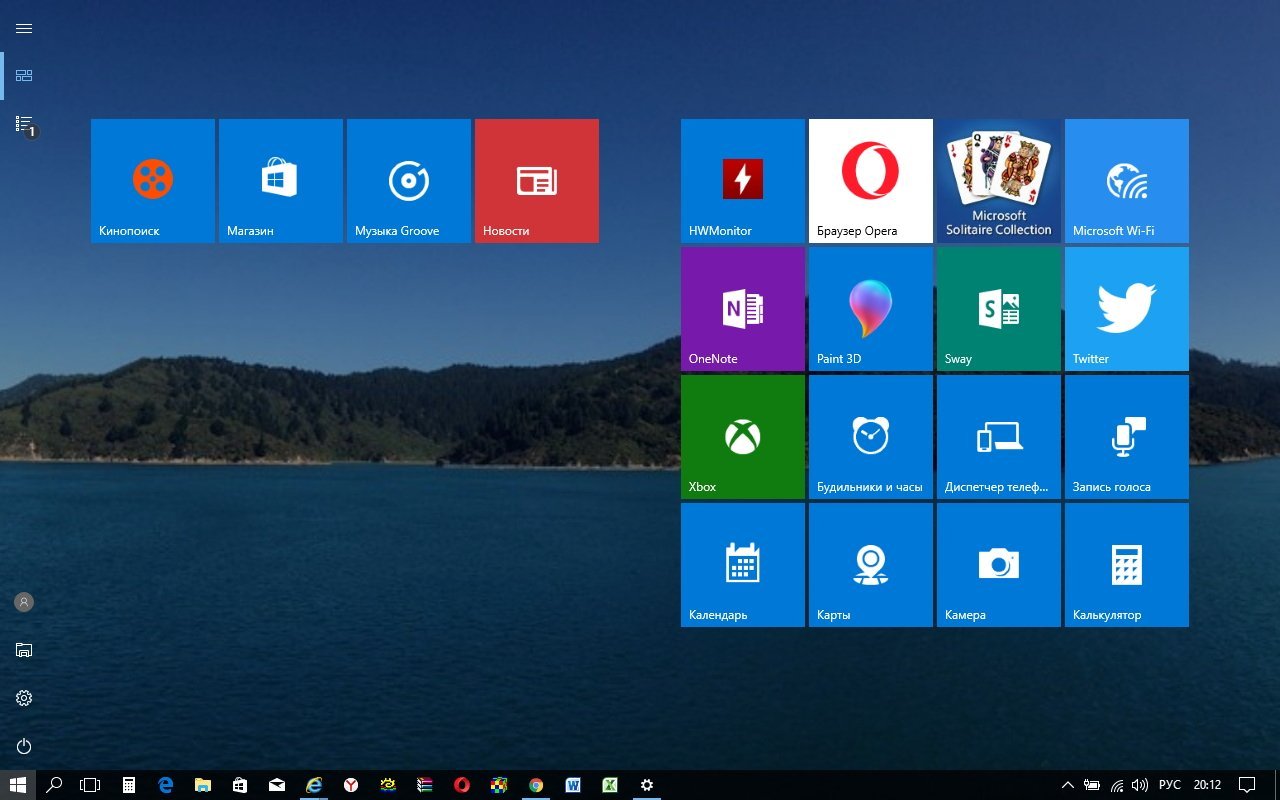 1
Кинопоиск
Магазин
Музыка Groove
Новости
HWMonitor
Браузер Opera
Microsoft
Solitaire Collection
Microsoft Wi-Fi
OneNote
Paint 3D
Sway
Twitter
Xbox
Будильники и часы
Диспетчер телеф...
Запись голоса
Календарь
Карты
Камера
Калькулятор
РУС
20:12